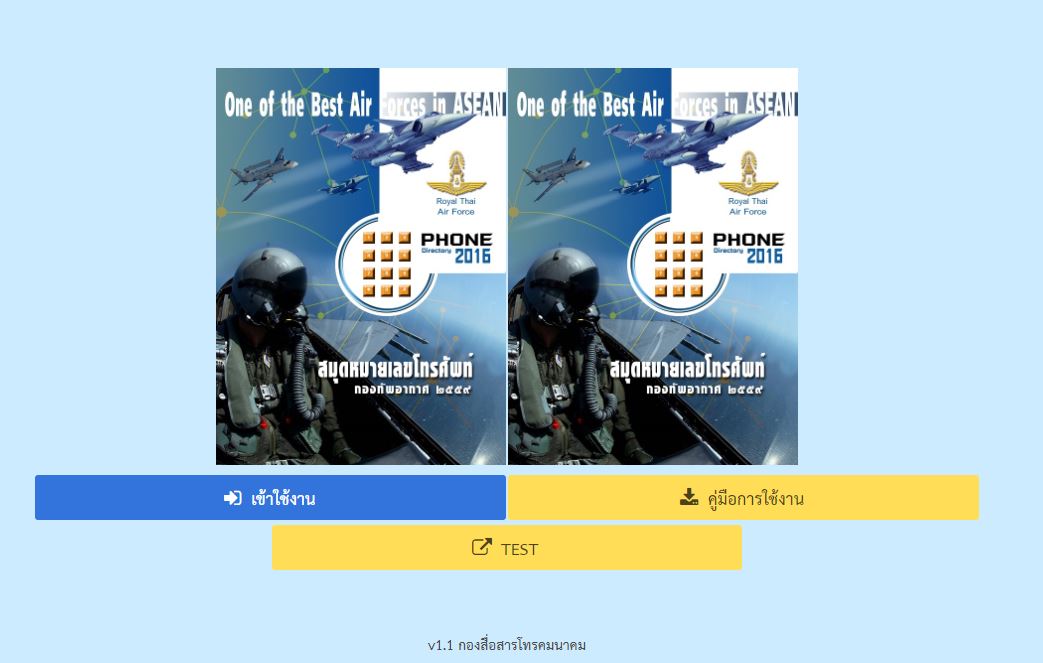 One of the Best Air Forces in ASEAN
Royal Thai
Air Force
PHONE
Directory 2016
สมุดหมายเลขโทรศัพท์
กองทัพอากาศ ๒๕๕๙
One of the Best Air Forces in ASEAN
Royal Thai
Air Force
PHONE
Directory 2016
สมุดหมายเลขโทรศัพท์
กองทัพอากาศ ๒๕๕๙
เข้าใช้งาน
คู่มือการใช้งาน
TEST
v1.1 กองสื่อสารโทรคมนาคม